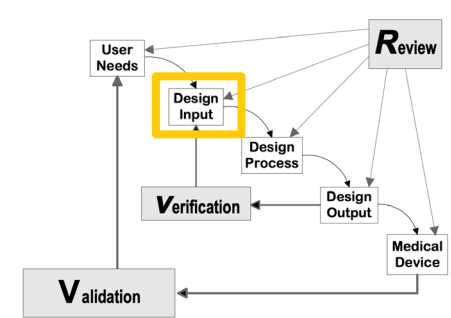 Review
User
Needs
Design
Input
Design
Process
Verification
Design
Output
Medical
Device
Validation